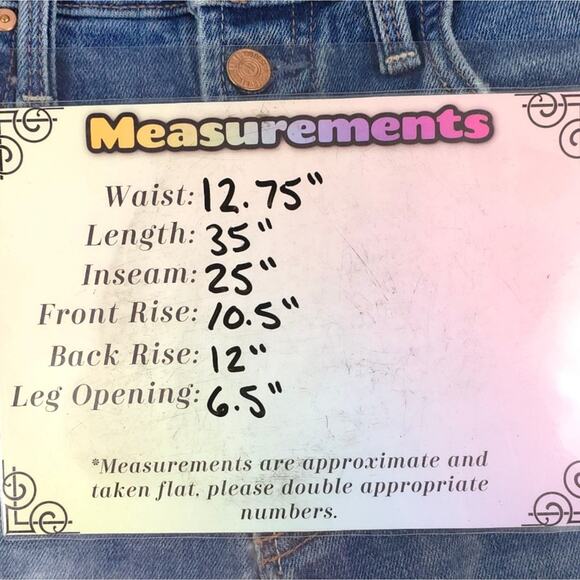 Measurements
Waist: 12.75"
Length: 35"
Inseam: 25"
Front Rise: 10.5"
Back Rise: 12"
Leg Opening: 6.5"
*Measurements are approximate and
taken flat, please double appropriate
numbers.